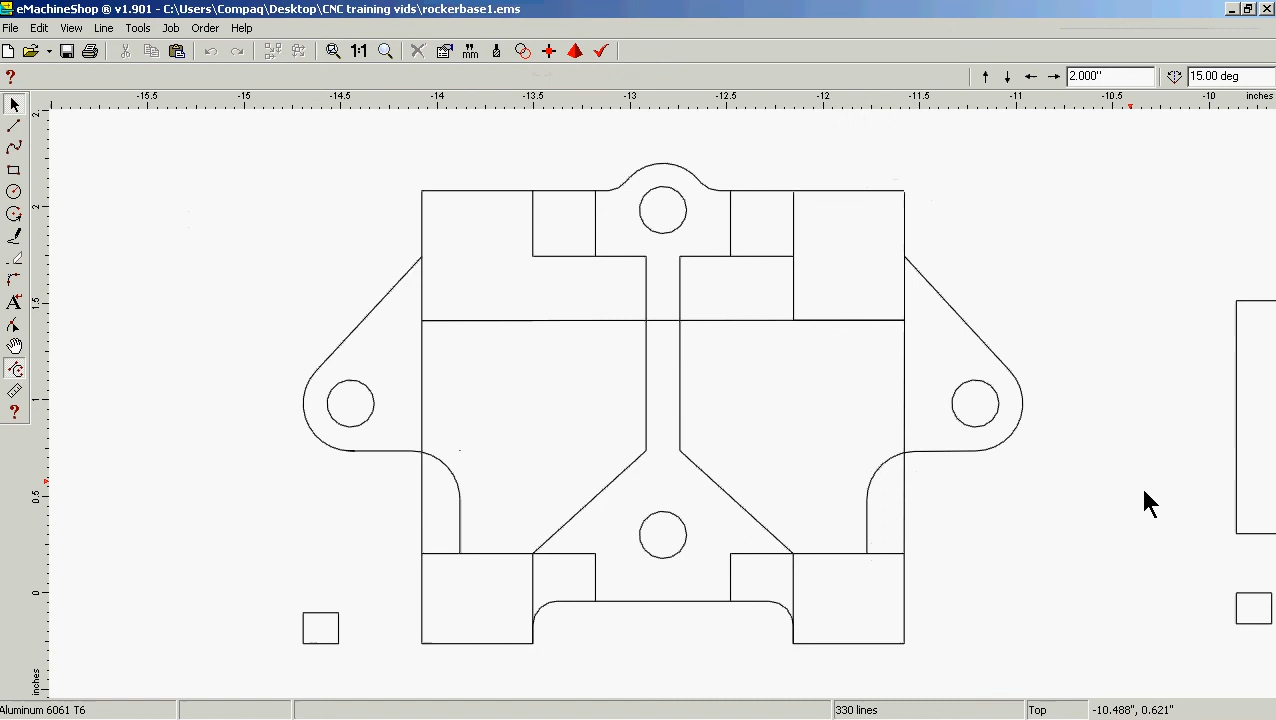 eMachineShop ® v1.901 - C:\Users\Compaq\Desktop\CNC training vids\rockerbase1.ems
File Edit View Line Tools Job Order Help
1:1 mm
? 2.000" 15.00 deg
-15.5 -15 -14.5 -14 -13.5 -13 -12.5 -12 -11.5 -11 -10.5 -10 inches
2
1.5
1
0.5
0
inches
A
?
Aluminum 6061 T6 330 lines Top -10.488", 0.621"